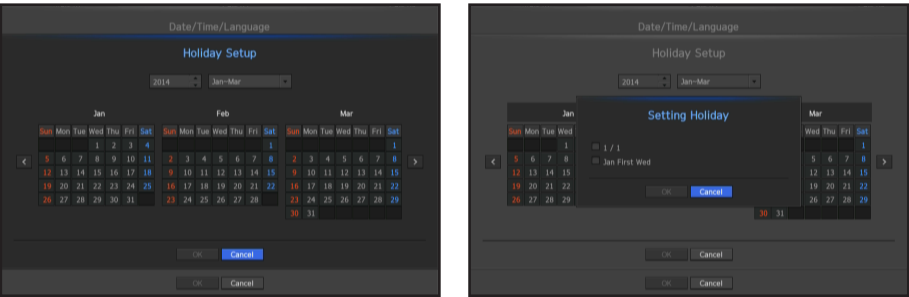 Date/Time/Language
Holiday Setup
2014 Jan~Mar
Jan Feb Mar
Sun Mon Tue Wed Thu Fri Sat Sun Mon Tue Wed Thu Fri Sat Sun Mon Tue Wed Thu Fri Sat
1 2 3 4 1 1
< 5 6 7 8 9 10 11 2 3 4 5 6 7 8 2 3 4 5 6 7 8 >
12 13 14 15 16 17 18 9 10 11 12 13 14 15 9 10 11 12 13 14 15
19 20 21 22 23 24 25 16 17 18 19 20 21 22 16 17 18 19 20 21 22
26 27 28 29 30 31 23 24 25 26 27 28 23 24 25 26 27 28 29
30 31
OK Cancel
OK Cancel
Date/Time/Language
Holiday Setup
2014 Jan~Mar
Jan Mar
Setting Holiday
Sun Mon Tue Wed Wed Thu Fri Sat
1 1
1 / 1
Jan First Wed
< 5 6 7 8 5 6 7 8 >
12 13 14 15 12 13 14 15
19 20 21 22 19 20 21 22
26 27 28 29 26 27 28 29
OK Cancel
30 31
OK Cancel
OK Cancel